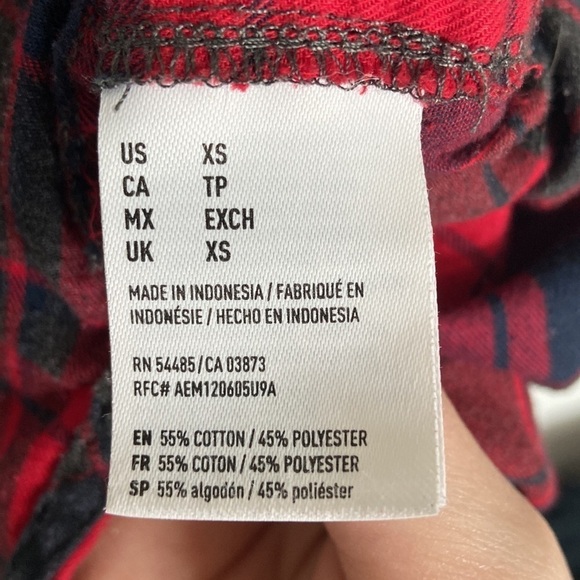 US XS
CA TP
MX EXCH
UK XS
MADE IN INDONESIA / FABRIQUÉ EN
INDONÉSIE / HECHO EN INDONESIA
RN 54485/CA 03873
RFC# AEM120605U9A
EN 55% COTTON / 45% POLYESTER
FR 55% COTON / 45% POLYESTER
SP 55% algodón / 45% poliéster